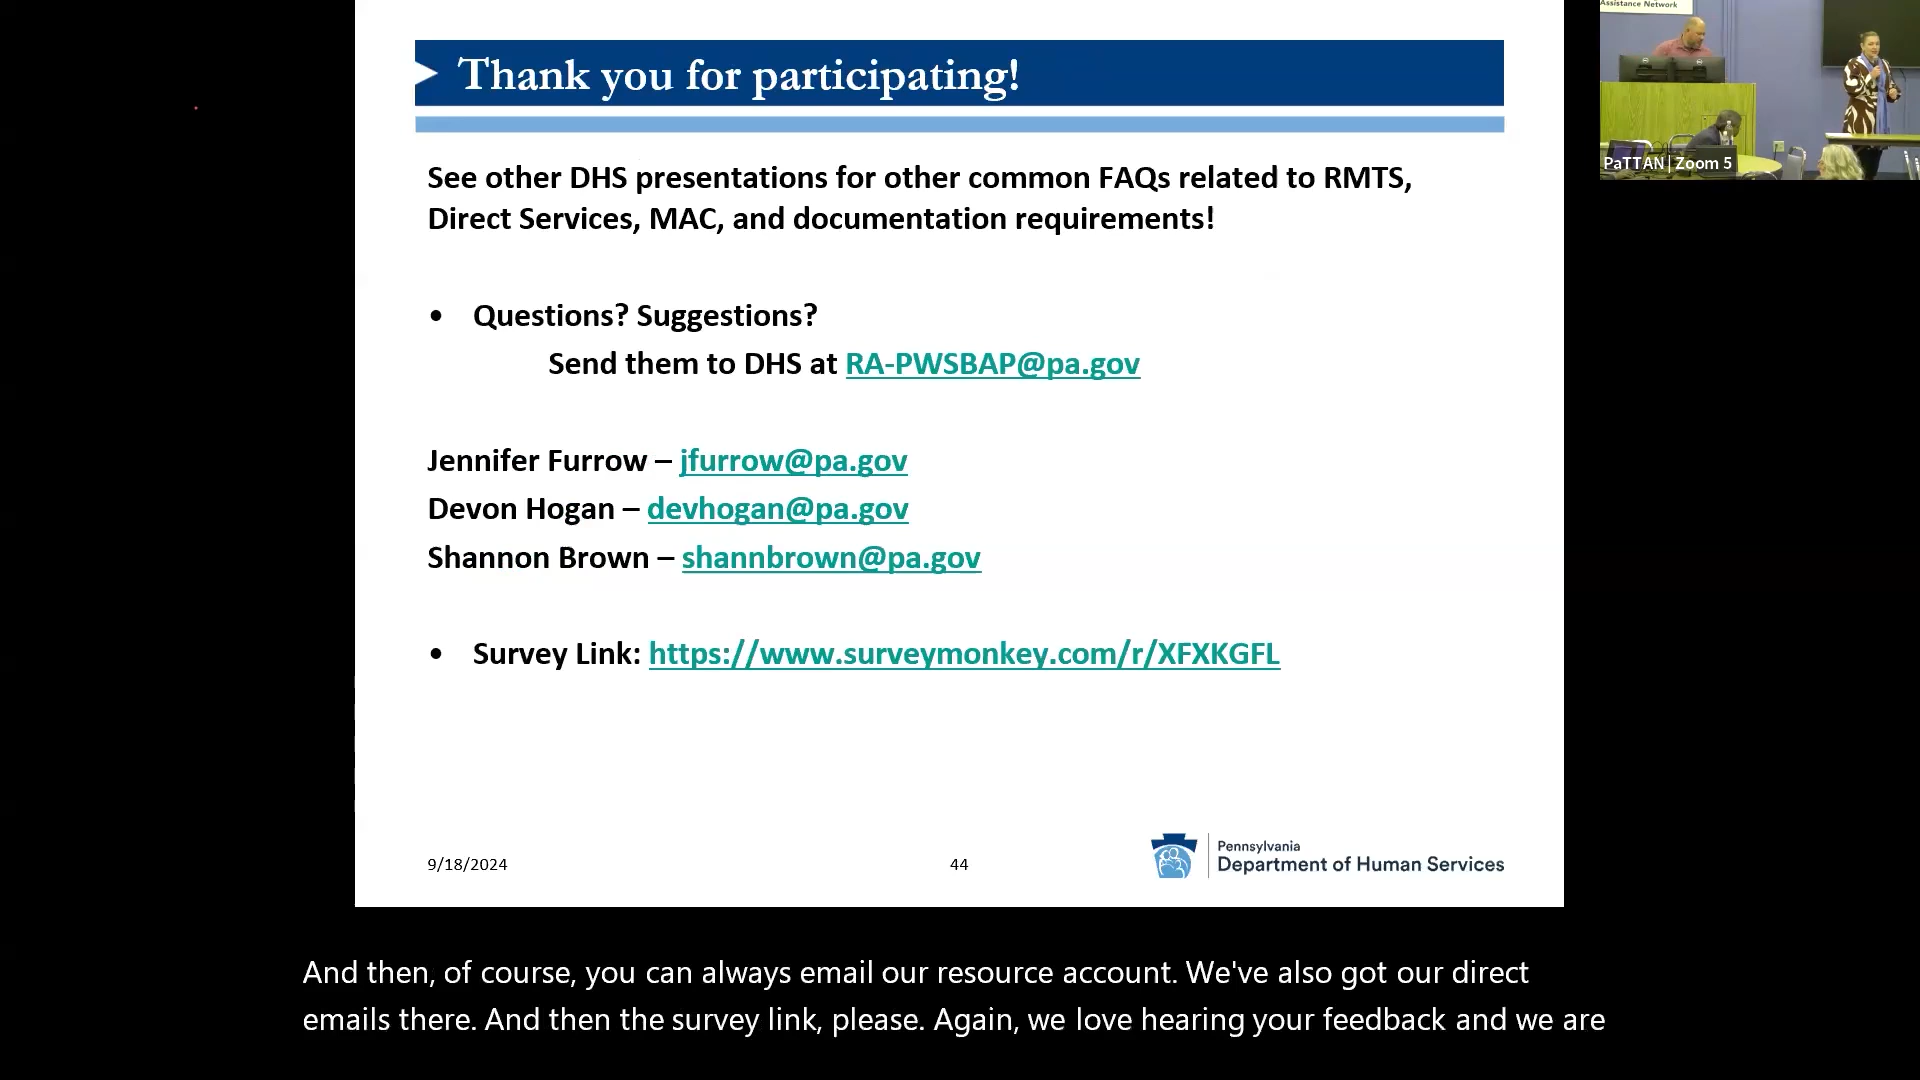 Thank you for participating!
Assistance Network
PaTTAN | Zoom 5
See other DHS presentations for other common FAQs related to RMTS,
Direct Services, MAC, and documentation requirements!
• Questions? Suggestions?
Send them to DHS at RA-PWSBAP@pa.gov
Jennifer Furrow – jfurrow@pa.gov
Devon Hogan – devhogan@pa.gov
Shannon Brown – shannbrown@pa.gov
• Survey Link: https://www.surveymonkey.com/r/XFXKGFL
9/18/2024
44
Pennsylvania
Department of Human Services
And then, of course, you can always email our resource account. We've also got our direct
emails there. And then the survey link, please. Again, we love hearing your feedback and we are